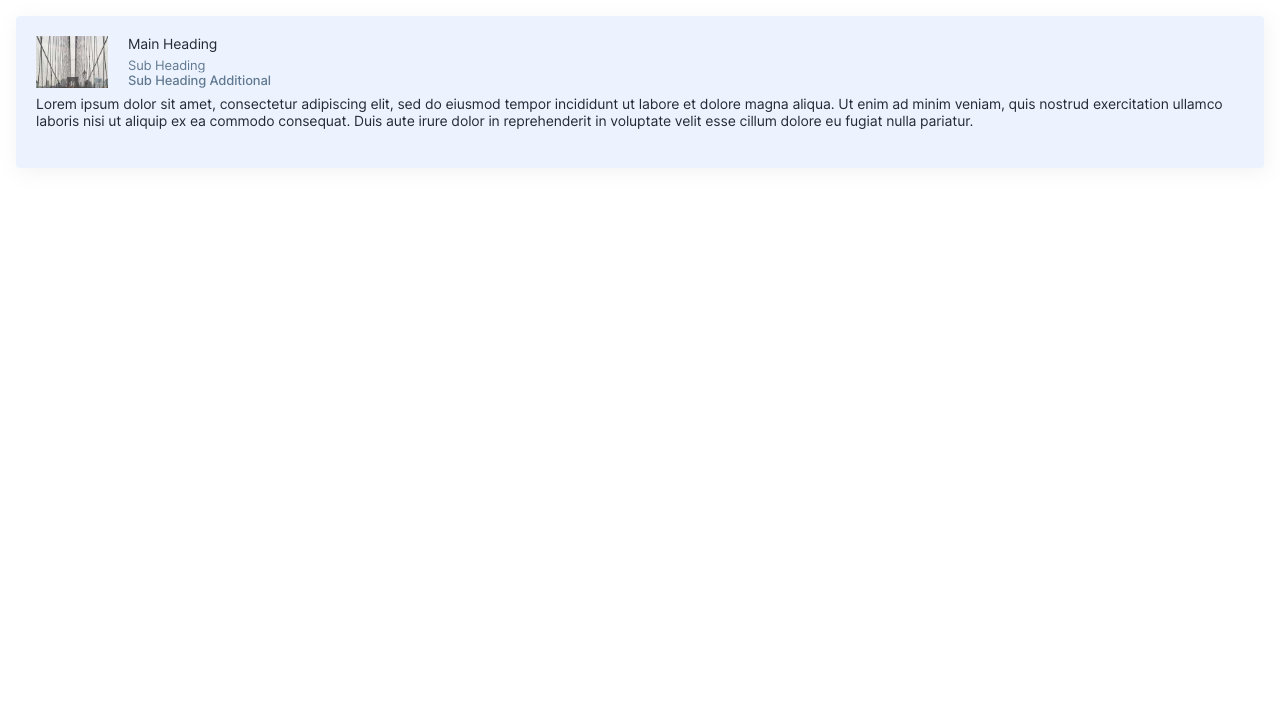 Main Heading
Sub Heading
Sub Heading Additional
Lorem ipsum dolor sit amet, consectetur adipiscing elit, sed do eiusmod tempor incididunt ut labore et dolore magna aliqua. Ut enim ad minim veniam, quis nostrud exercitation ullamco
laboris nisi ut aliquip ex ea commodo consequat. Duis aute irure dolor in reprehenderit in voluptate velit esse cillum dolore eu fugiat nulla pariatur.